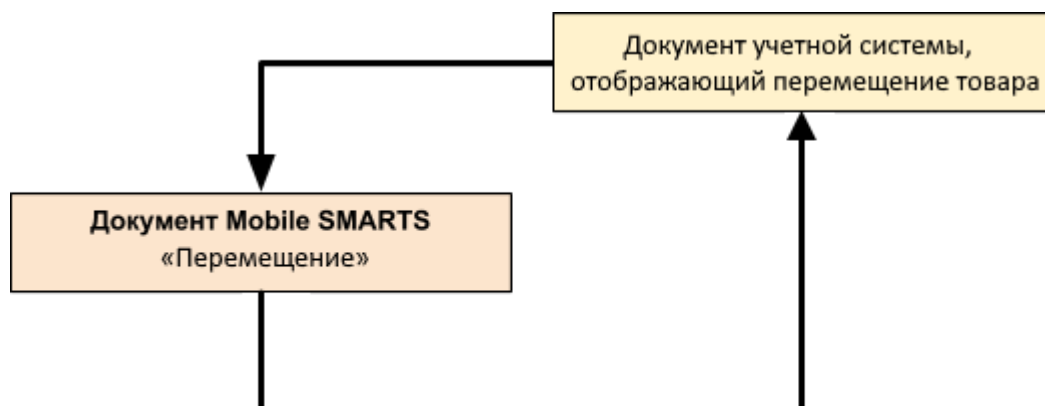 Документ учетной системы,
отображающий перемещение товара
Документ Mobile SMARTS
«Перемещение»